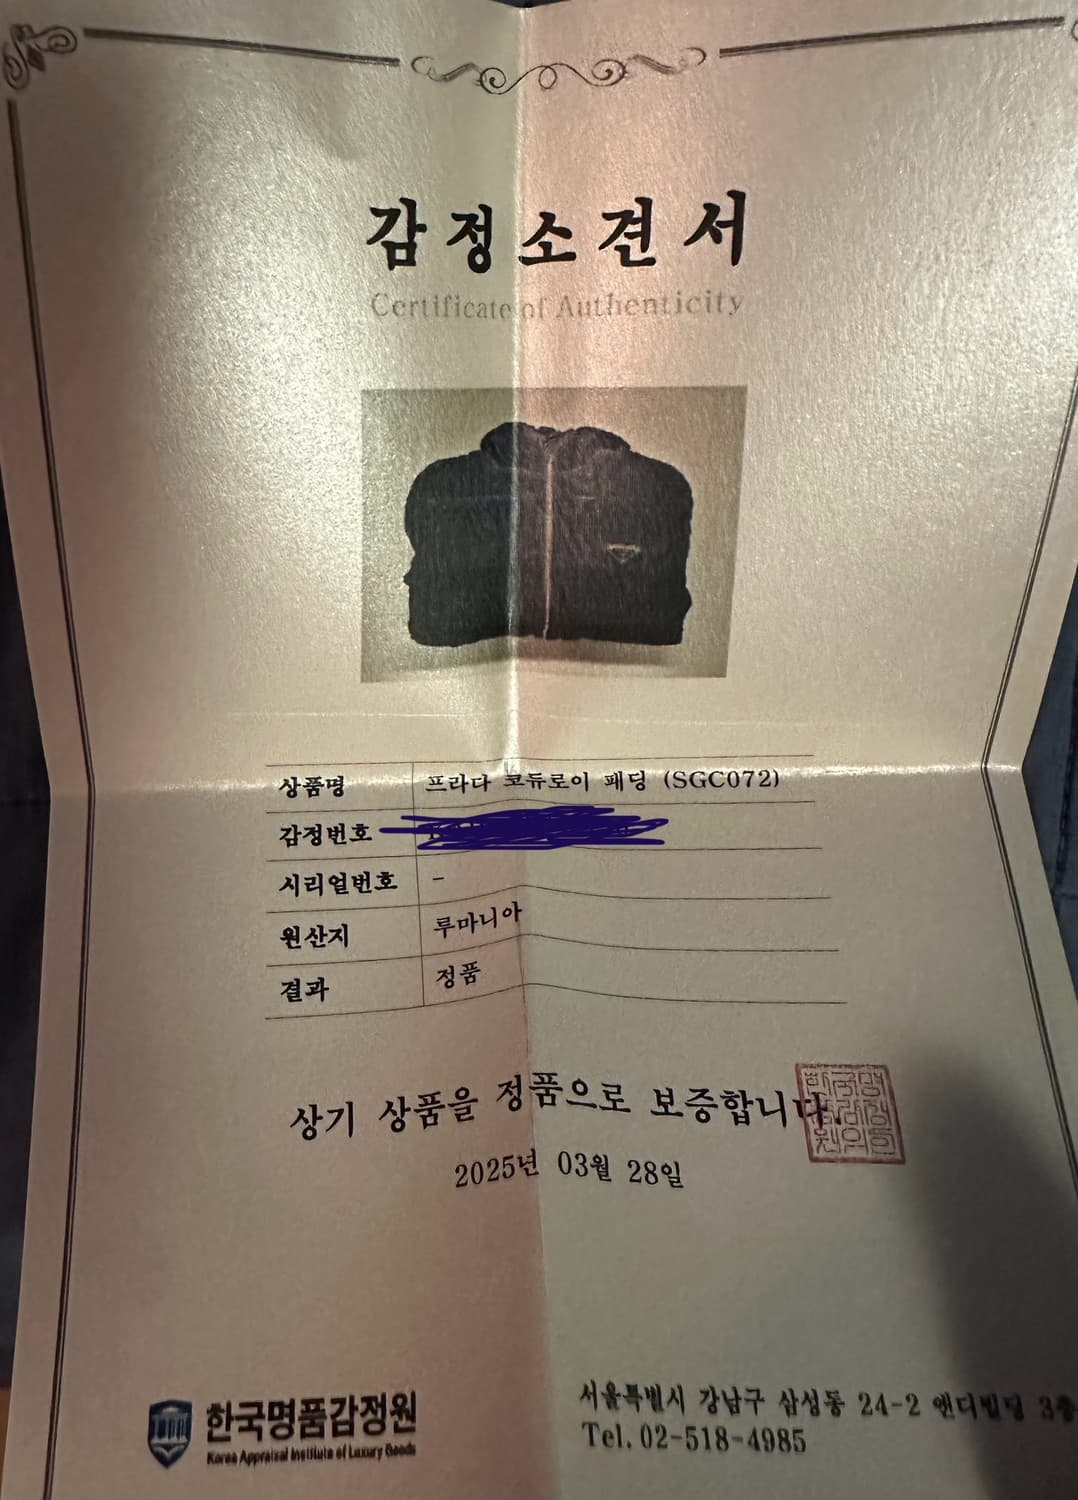 감정소견서
Certificate of Authenticity
상품명 프라다 코듀로이 패딩 (SGC072)
감정번호
시리얼번호 -
원산지 루마니아
결과 정품
상기 상품을 정품으로 보증합니다.
2025년 03월 28일
한국명품감정원
Korea Appraisal Institute of Luxury Goods
서울특별시 강남구 삼성동 24-2 앤디빌딩 3층
Tel. 02-518-4985